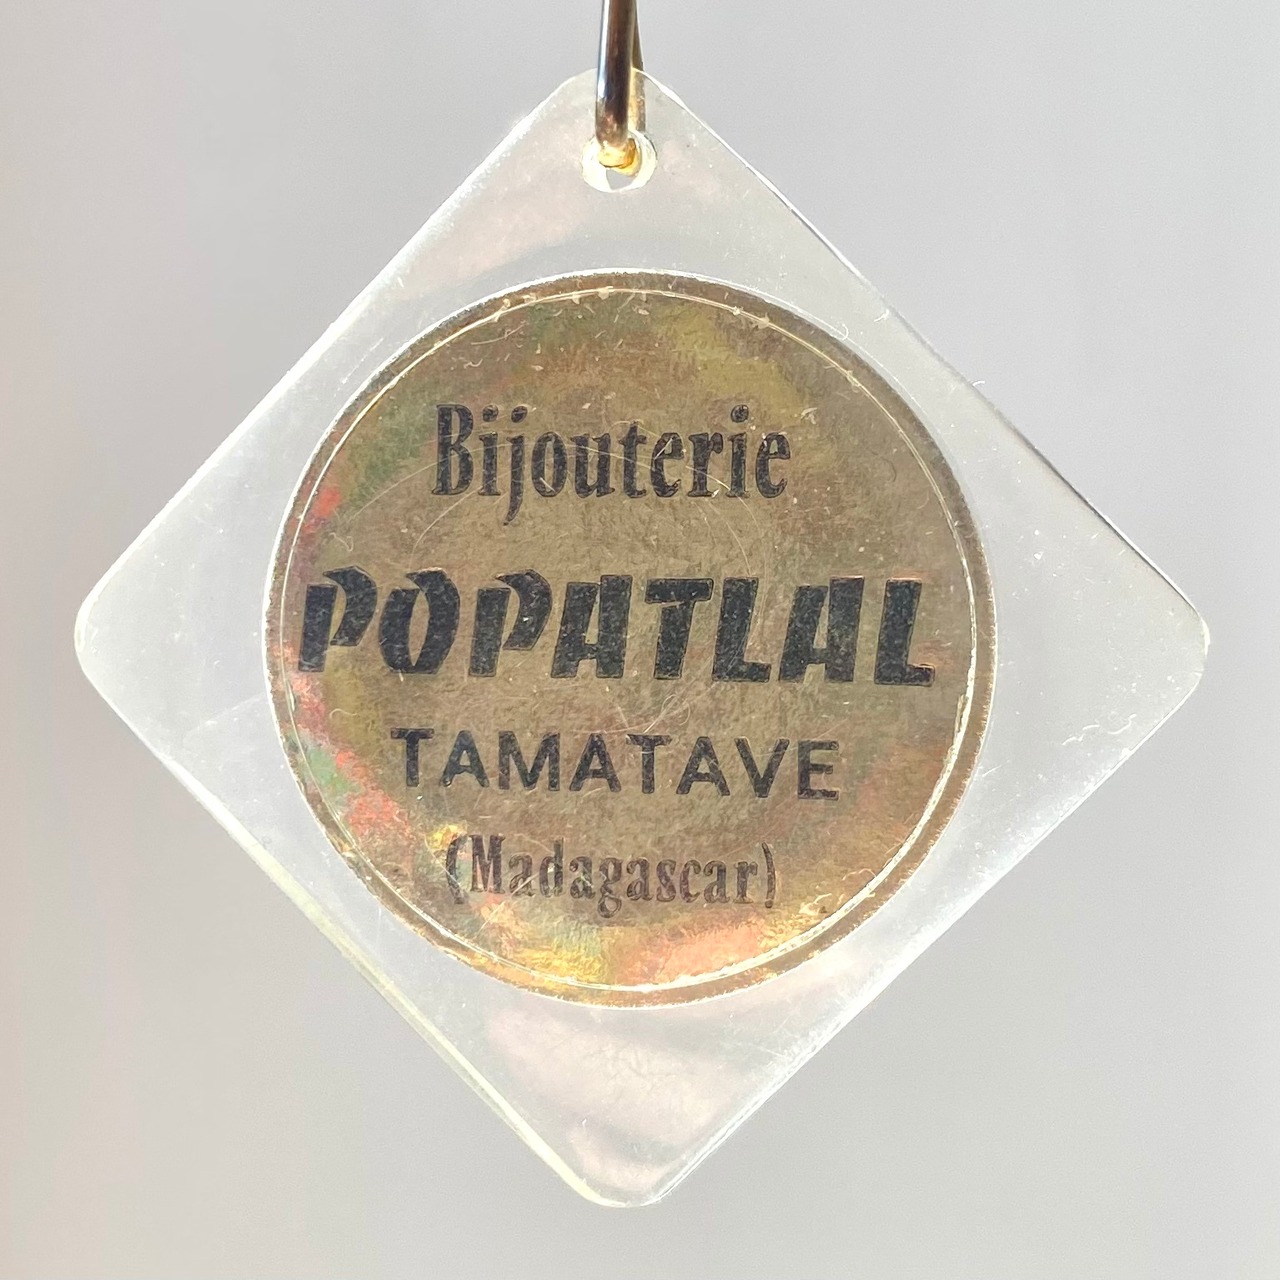 Bijouterie
POPATLAL
TAMATAVE
(Madagascar)